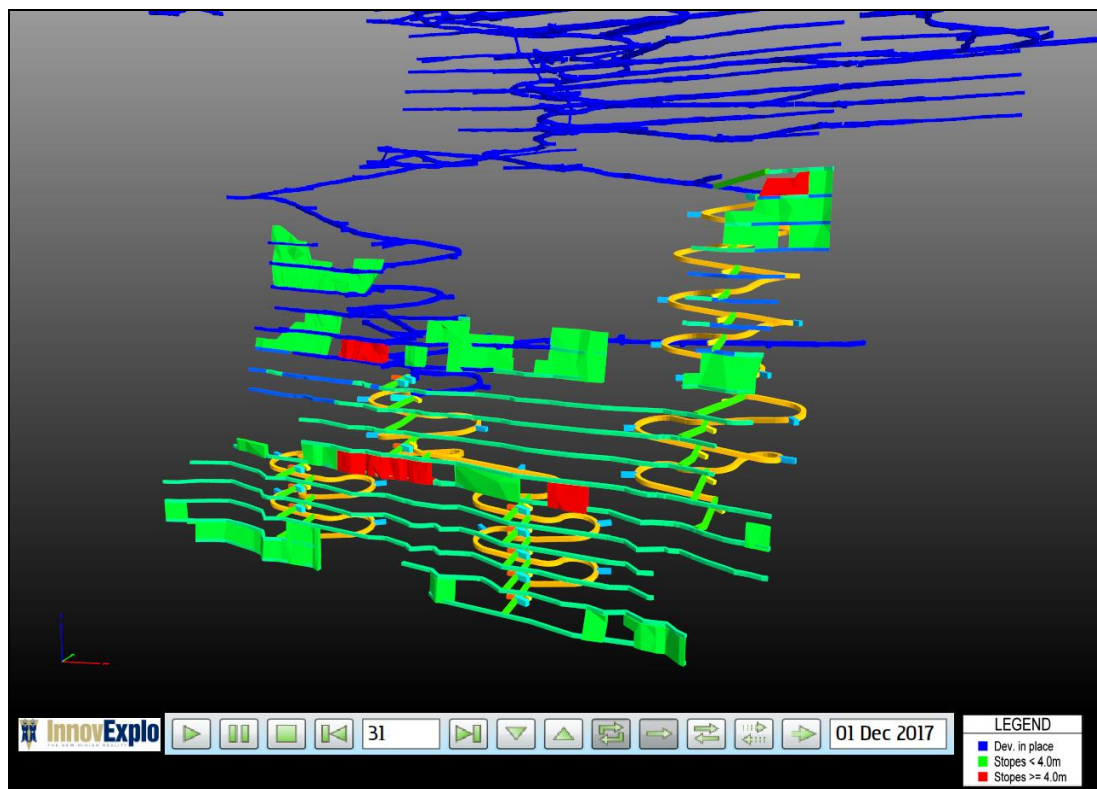 InnovExplo
THE NEW MINING REALITY
31
01 Dec 2017
LEGEND
Dev. in place
Stopes < 4.0m
Stopes >= 4.0m